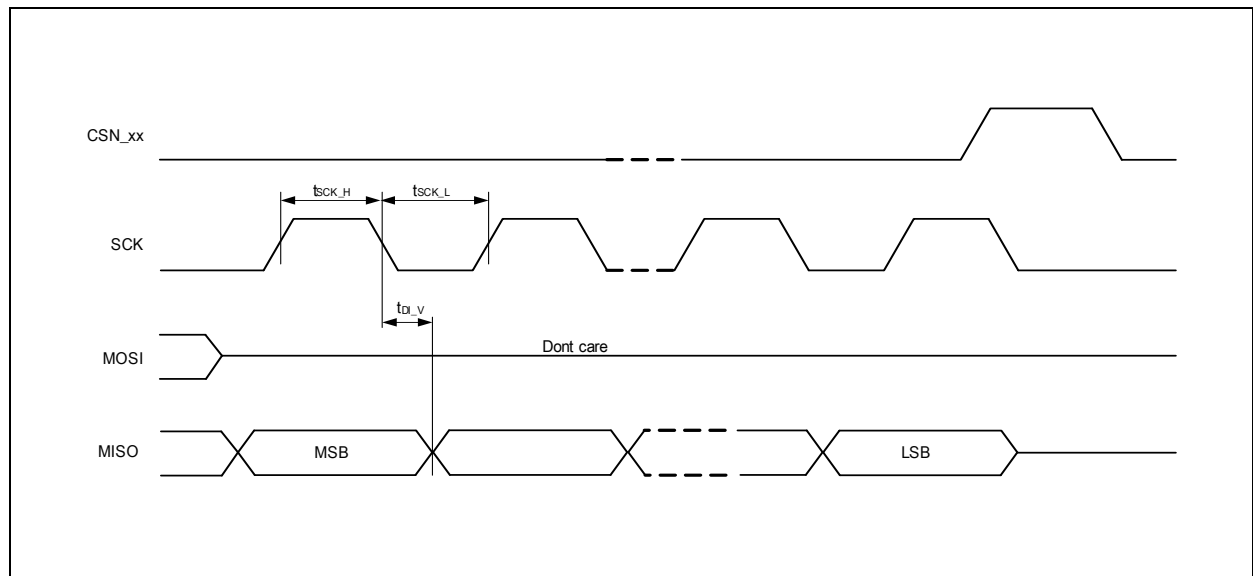 CSN_xx
tSCK_H
tSCK_L
SCK
tDI_V
Dont care
MOSI
MISO
MSB
LSB